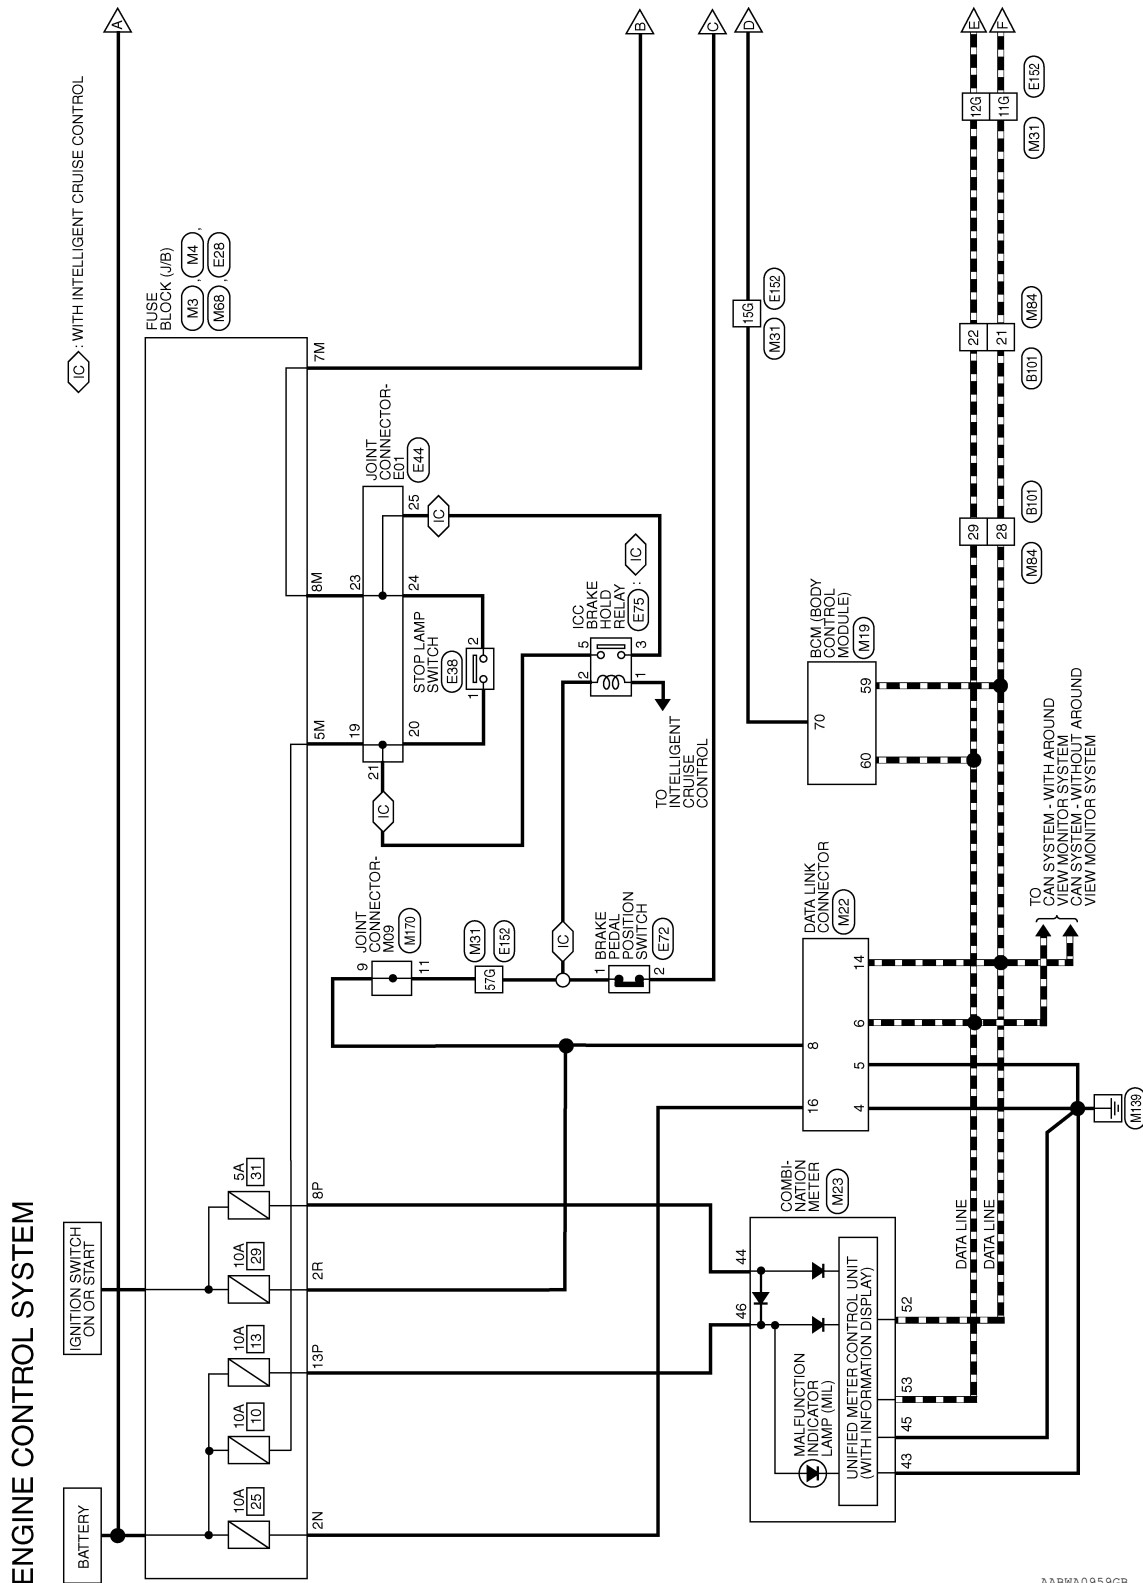 ENGINE CONTROL SYSTEM
IC : WITH INTELLIGENT CRUISE CONTROL
BATTERY
IGNITION SWITCH
ON OR START
A
FUSE
BLOCK (J/B)
M3 , M4 ,
M68 , E28
10A
25
10A
10
10A
13
10A
29
5A
31
2N
13P
2R
8P
5M
8M
7M
B
JOINT
CONNECTOR-
M09
M170
9
11
M31
E152
57G
IC
BRAKE
PEDAL
POSITION
SWITCH
E72
1
2
C
JOINT
CONNECTOR-
E01
E44
19
23
21
20
24
25
IC
IC
STOP LAMP
SWITCH
E38
1
2
ICC
BRAKE
HOLD
RELAY
E75 : IC
2
5
1
3
TO
INTELLIGENT
CRUISE
CONTROL
D
15G
M31
E152
COMBI-
NATION
METER
M23
46
44
MALFUNCTION
INDICATOR
LAMP (MIL)
UNIFIED METER CONTROL UNIT
(WITH INFORMATION DISPLAY)
43
45
53
52
DATA LINK
CONNECTOR
M22
16
8
4
5
6
14
M139
BCM (BODY
CONTROL
MODULE)
M19
70
60
59
DATA LINE
DATA LINE
TO
CAN SYSTEM - WITH AROUND
VIEW MONITOR SYSTEM
CAN SYSTEM - WITHOUT AROUND
VIEW MONITOR SYSTEM
29
28
M84
B101
22
21
B101
M84
12G
11G
M31
E152
E
F
AABWA0959GB